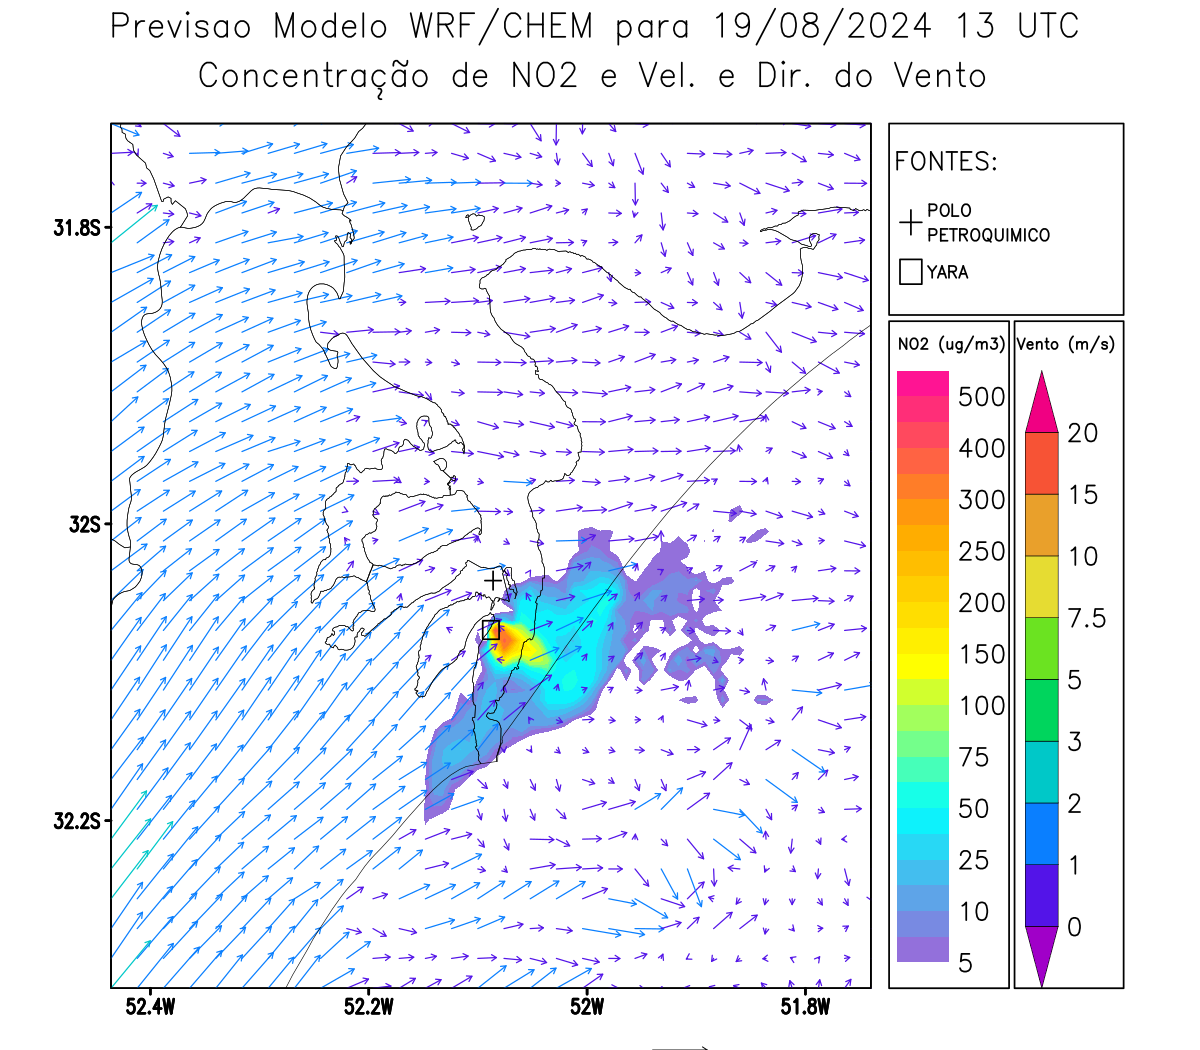 Previsao Modelo WRF/CHEM para 19/08/2024 13 UTC
Concentração de NO2 e Vel. e Dir. do Vento
FONTES:
POLO
PETROQUIMICO
YARA
31.8S
32S
32.2S
52.4W
52.2W
52W
51.8W
NO2 (ug/m3)
500
400
300
250
200
150
100
75
50
25
10
5
Vento (m/s)
20
15
10
7.5
5
3
2
1
0